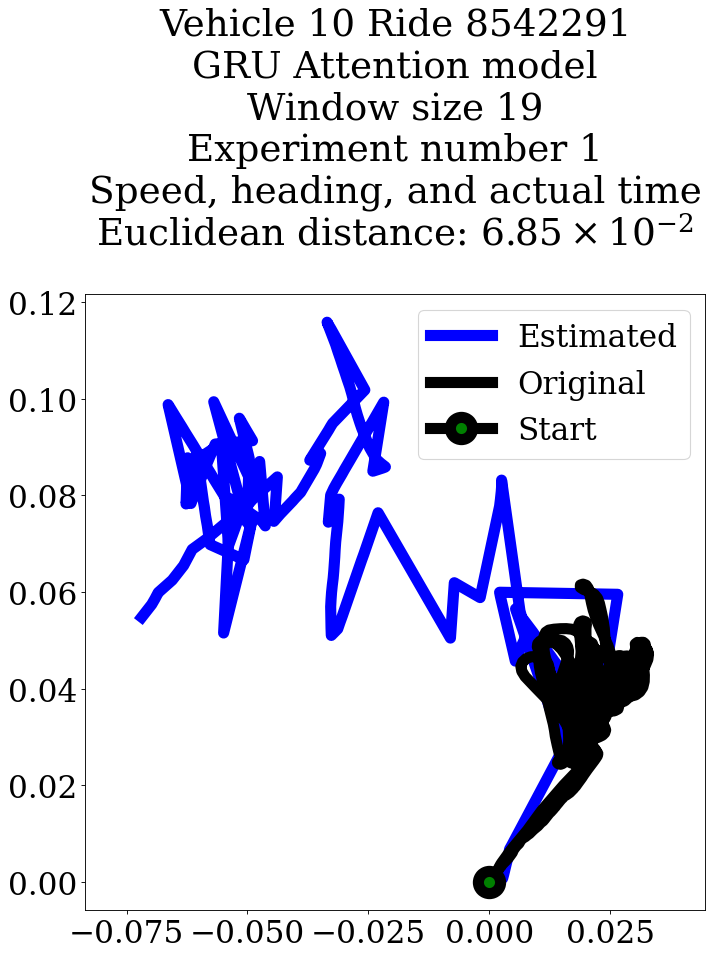 Vehicle 10 Ride 8542291
GRU Attention model
Window size 19
Experiment number 1
Speed, heading, and actual time
Euclidean distance: 6.85 × 10⁻²
0.12
0.10
0.08
0.06
0.04
0.02
0.00
Estimated
Original
Start
−0.075 −0.050 −0.025 0.000 0.025